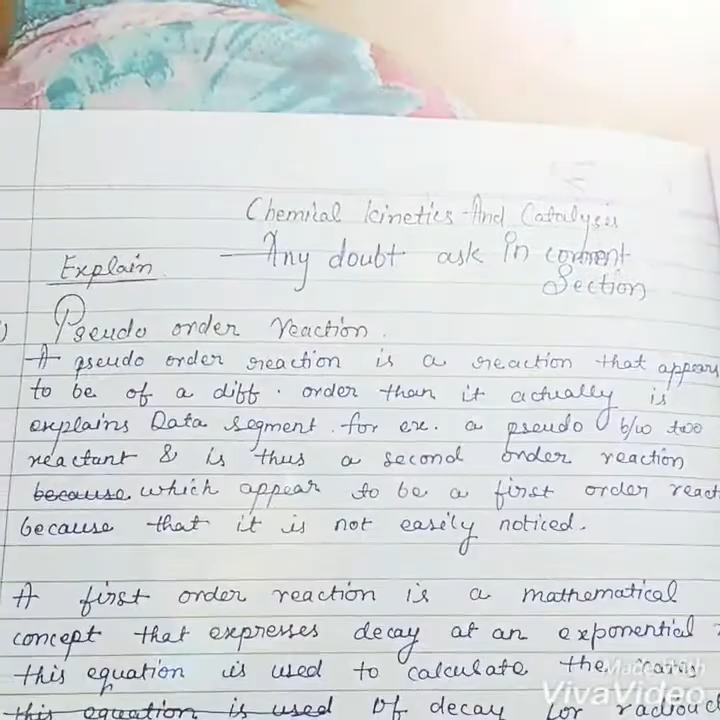 Chemical kinetics And Catalysis
Any doubt ask in comment
Section
Explain
Pseudo order reaction.
A pseudo order reaction is a reaction that appears
to be of a diff. order than it actually is
explains Data segment. for ex. a pseudo b/w two
reactant & is thus a second order reaction
because which appear to be a first order react
because that it is not easily noticed.
A first order reaction is a mathematical
concept that expresses decay at an exponential
this equation is used to calculate the
this equation is used of decay for
Made with
VivaVideo